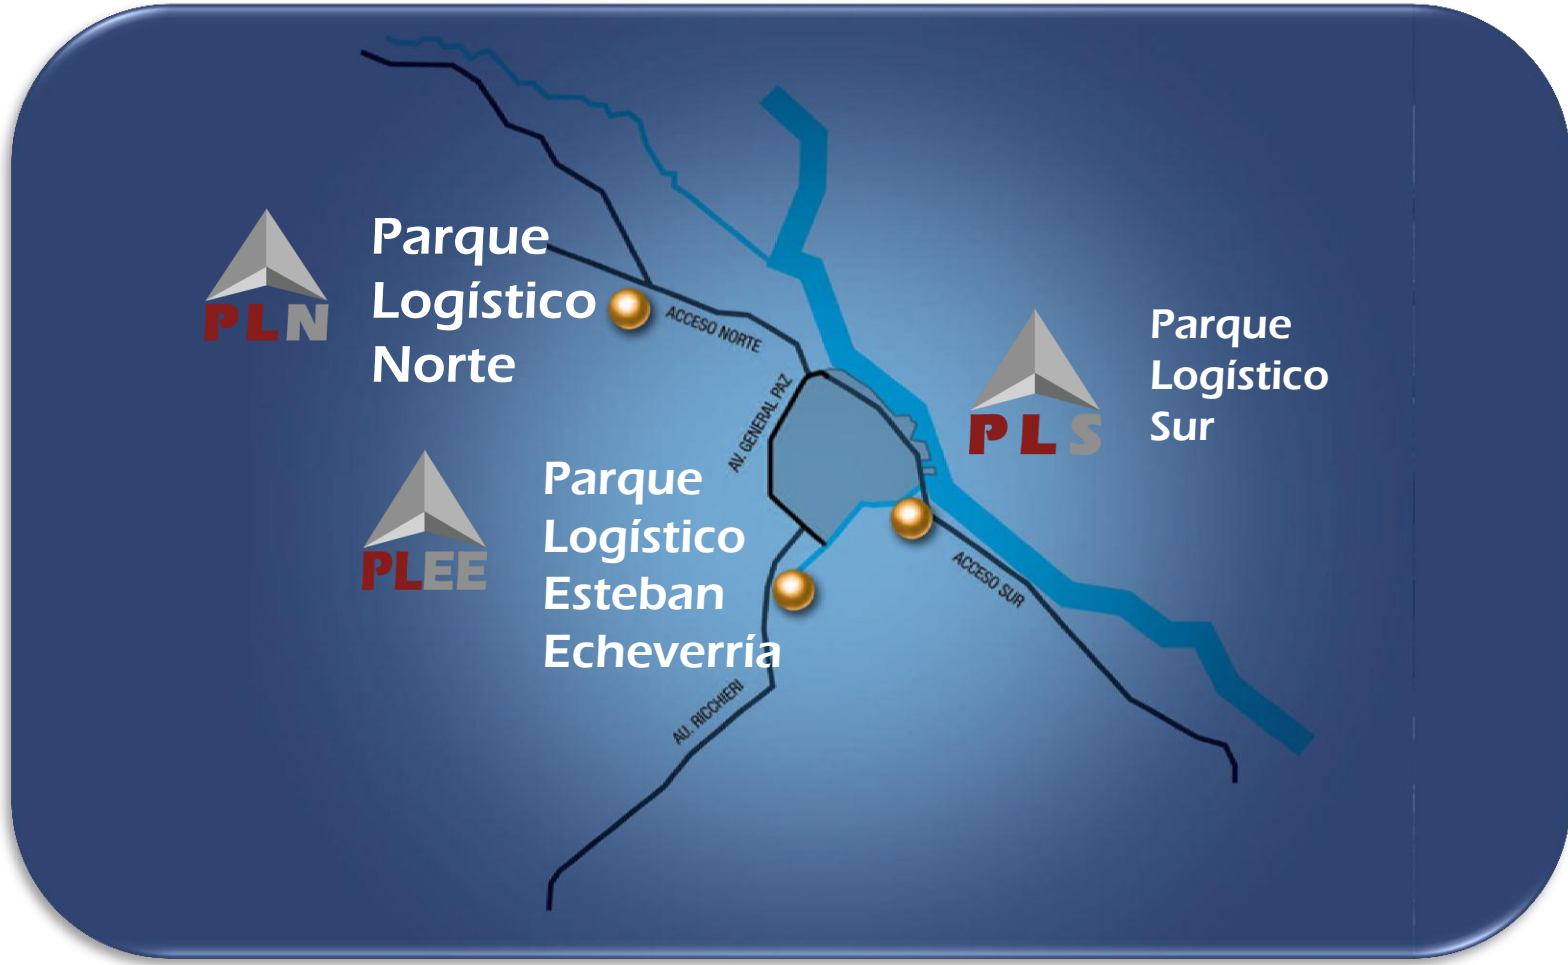 Parque
Logístico
Norte
PLN
ACCESO NORTE
Parque
Logístico
Sur
PLS
AV. GENERAL PAZ
Parque
Logístico
Esteban
Echeverría
PLEE
ACCESO SUR
AU. RICCHIERI